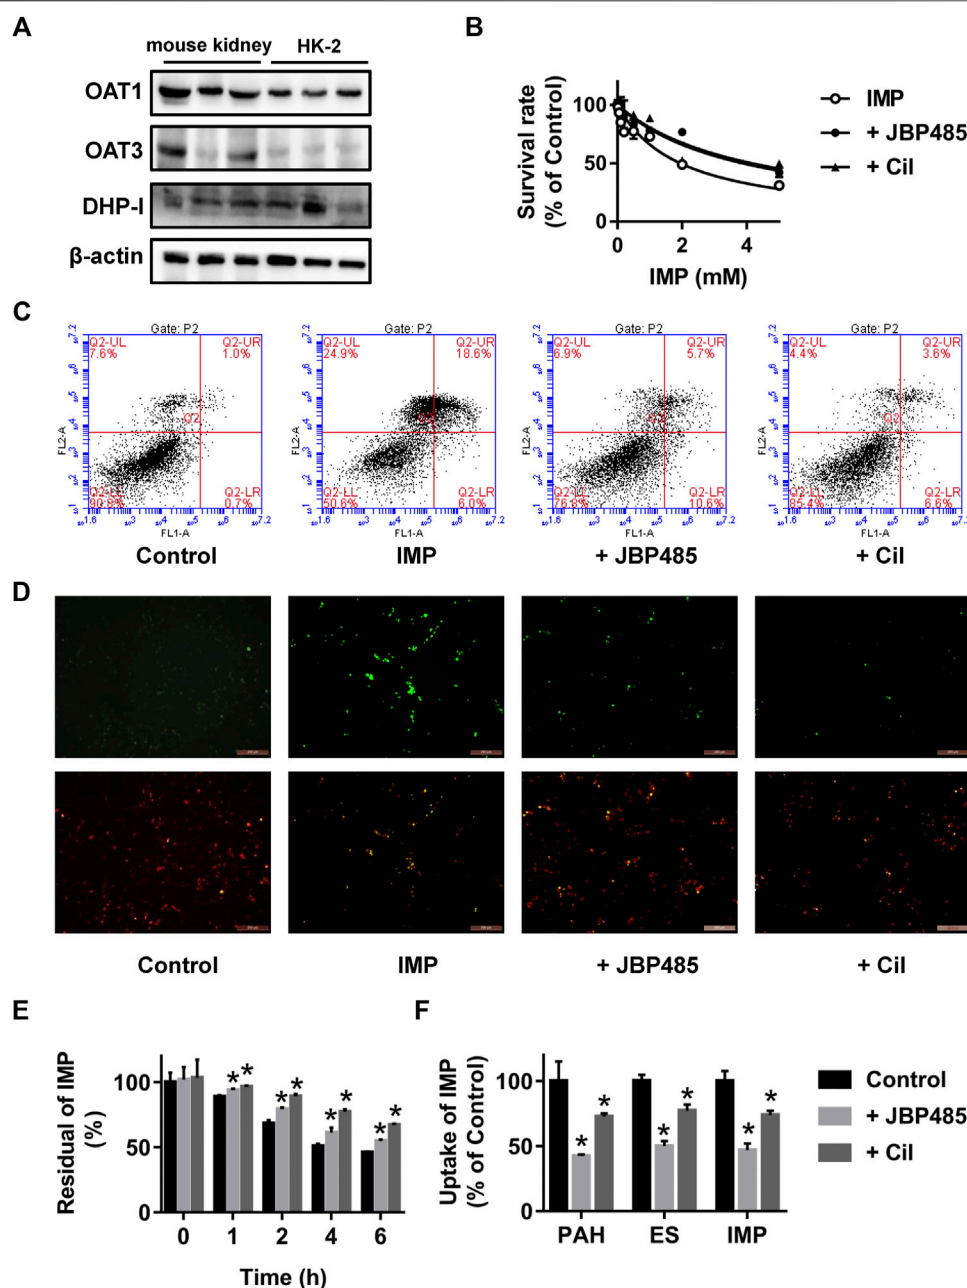 A
mouse kidney HK-2
OAT1
OAT3
DHP-I
β-actin
B
Survival rate
(% of Control)
100
50
0
0 2 4
IMP (mM)
IMP
+ JBP485
+ Cil
C
Gate: P2
Q2-UL Q2-UR
7.6% 1.0%
Q2-LL Q2-LR
90.8% 0.7%
FL2-A
FL1-A
Control
Gate: P2
Q2-UL Q2-UR
24.9% 18.6%
Q2-LL Q2-LR
50.6% 6.0%
FL2-A
FL1-A
IMP
Gate: P2
Q2-UL Q2-UR
6.9% 5.7%
Q2-LL Q2-LR
76.8% 10.6%
FL2-A
FL1-A
+ JBP485
Gate: P2
Q2-UL Q2-UR
4.4% 3.6%
Q2-LL Q2-LR
85.4% 6.6%
FL2-A
FL1-A
+ Cil
D
Control
IMP
+ JBP485
+ Cil
E
Residual of IMP
(%)
100
50
0
* * * * * * * *
0 1 2 4 6
Time (h)
F
Uptake of IMP
(% of Control)
100
50
0
* * * * * *
PAH ES IMP
Control
+ JBP485
+ Cil